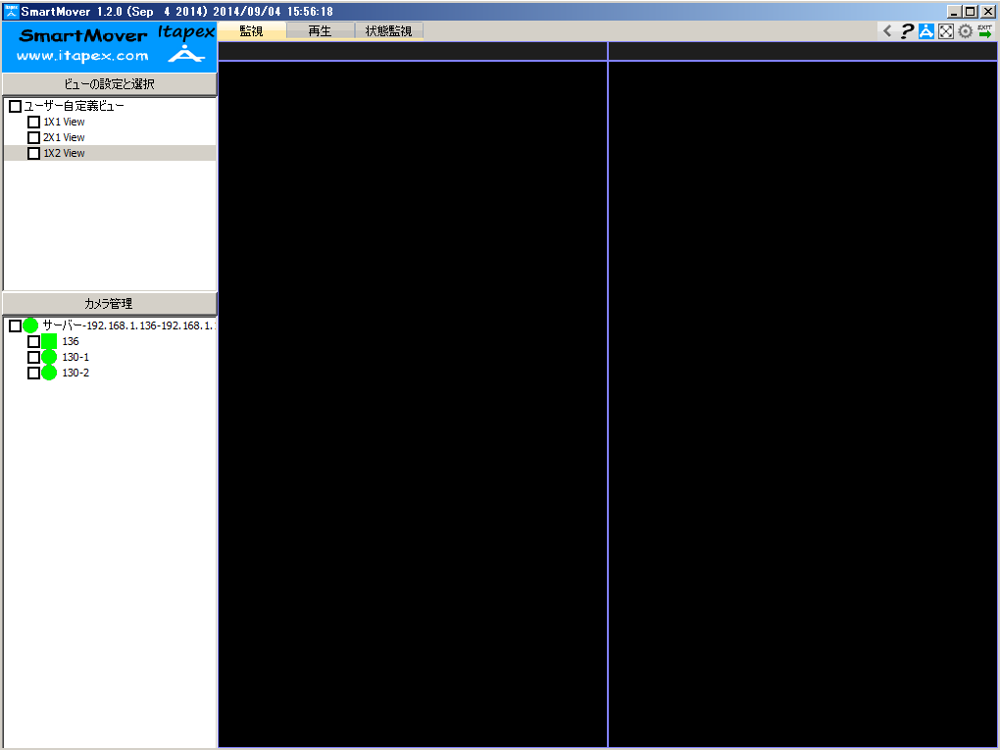 SmartMover 1.2.0 (Sep 4 2014) 2014/09/04 15:56:18
SmartMover Itapex
www.itapex.com
監視 再生 状態監視
? EXIT
ビューの設定と選択
ユーザー自定義ビュー
1X1 View
2X1 View
1X2 View
カメラ管理
サーバー-192.168.1.136-192.168.1.
136
130-1
130-2